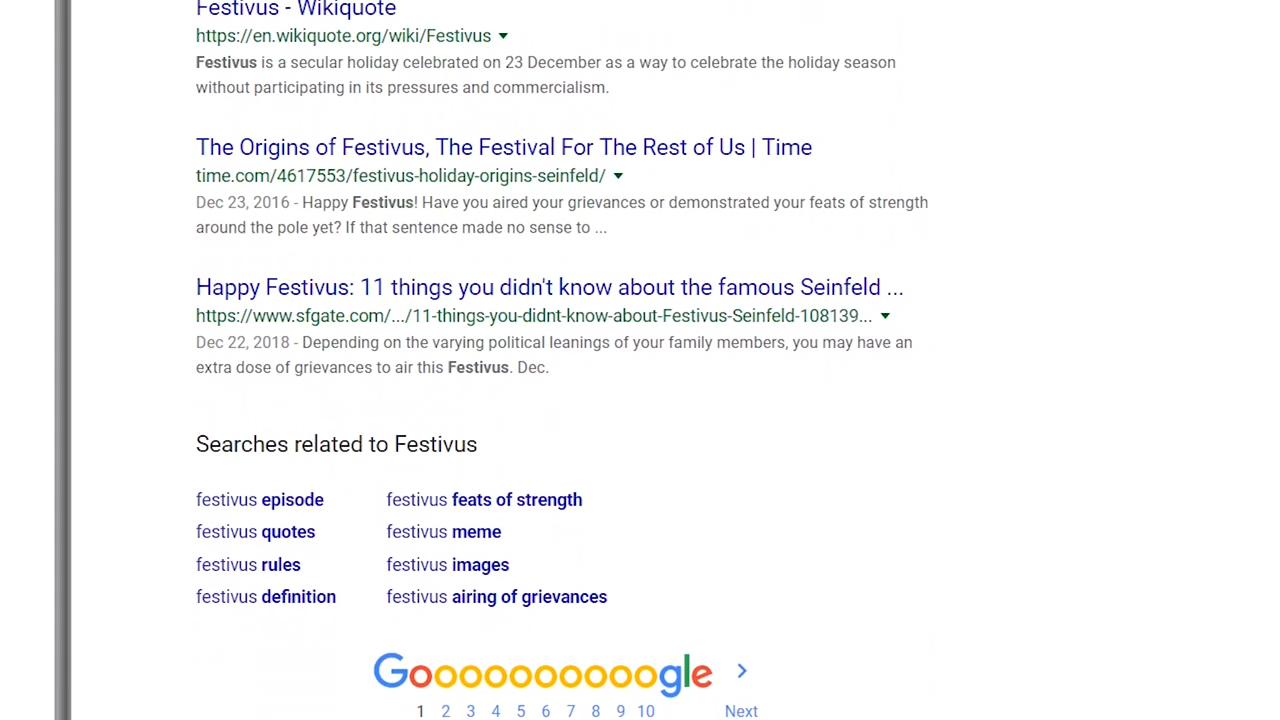 Festivus - Wikiquote
https://en.wikiquote.org/wiki/Festivus
Festivus is a secular holiday celebrated on 23 December as a way to celebrate the holiday season
without participating in its pressures and commercialism.
The Origins of Festivus, The Festival For The Rest of Us | Time
time.com/4617553/festivus-holiday-origins-seinfeld/
Dec 23, 2016 - Happy Festivus! Have you aired your grievances or demonstrated your feats of strength
around the pole yet? If that sentence made no sense to ...
Happy Festivus: 11 things you didn't know about the famous Seinfeld ...
https://www.sfgate.com/.../11-things-you-didnt-know-about-Festivus-Seinfeld-108139...
Dec 22, 2018 - Depending on the varying political leanings of your family members, you may have an
extra dose of grievances to air this Festivus. Dec.
Searches related to Festivus
festivus episode festivus feats of strength
festivus quotes festivus meme
festivus rules festivus images
festivus definition festivus airing of grievances
Goooooooooogle
1 2 3 4 5 6 7 8 9 10 Next